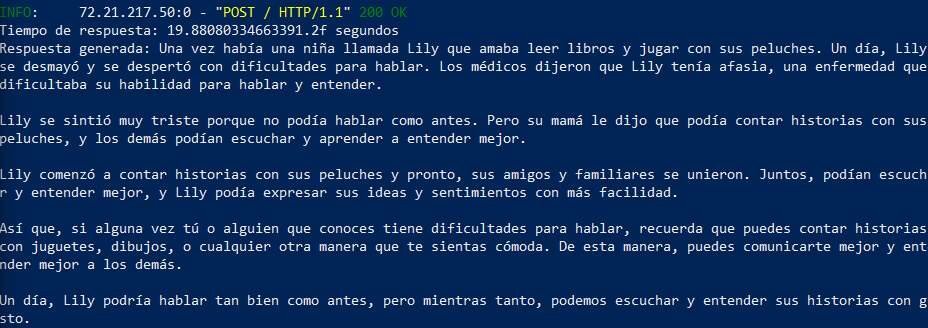 INFO:     72.21.217.50:0 - "POST / HTTP/1.1" 200 OK
Tiempo de respuesta: 19.88080334663391.2f segundos
Respuesta generada: Una vez había una niña llamada Lily que amaba leer libros y jugar con sus peluches. Un día, Lily
se desmayó y se despertó con dificultades para hablar. Los médicos dijeron que Lily tenía afasia, una enfermedad que
dificultaba su habilidad para hablar y entender.

Lily se sintió muy triste porque no podía hablar como antes. Pero su mamá le dijo que podía contar historias con sus
peluches, y los demás podían escuchar y aprender a entender mejor.

Lily comenzó a contar historias con sus peluches y pronto, sus amigos y familiares se unieron. Juntos, podían escuch
r y entender mejor, y Lily podía expresar sus ideas y sentimientos con más facilidad.

Así que, si alguna vez tú o alguien que conoces tiene dificultades para hablar, recuerda que puedes contar historias
con juguetes, dibujos, o cualquier otra manera que te sientas cómoda. De esta manera, puedes comunicarte mejor y ent
nder mejor a los demás.

Un día, Lily podría hablar tan bien como antes, pero mientras tanto, podemos escuchar y entender sus historias con g
sto.